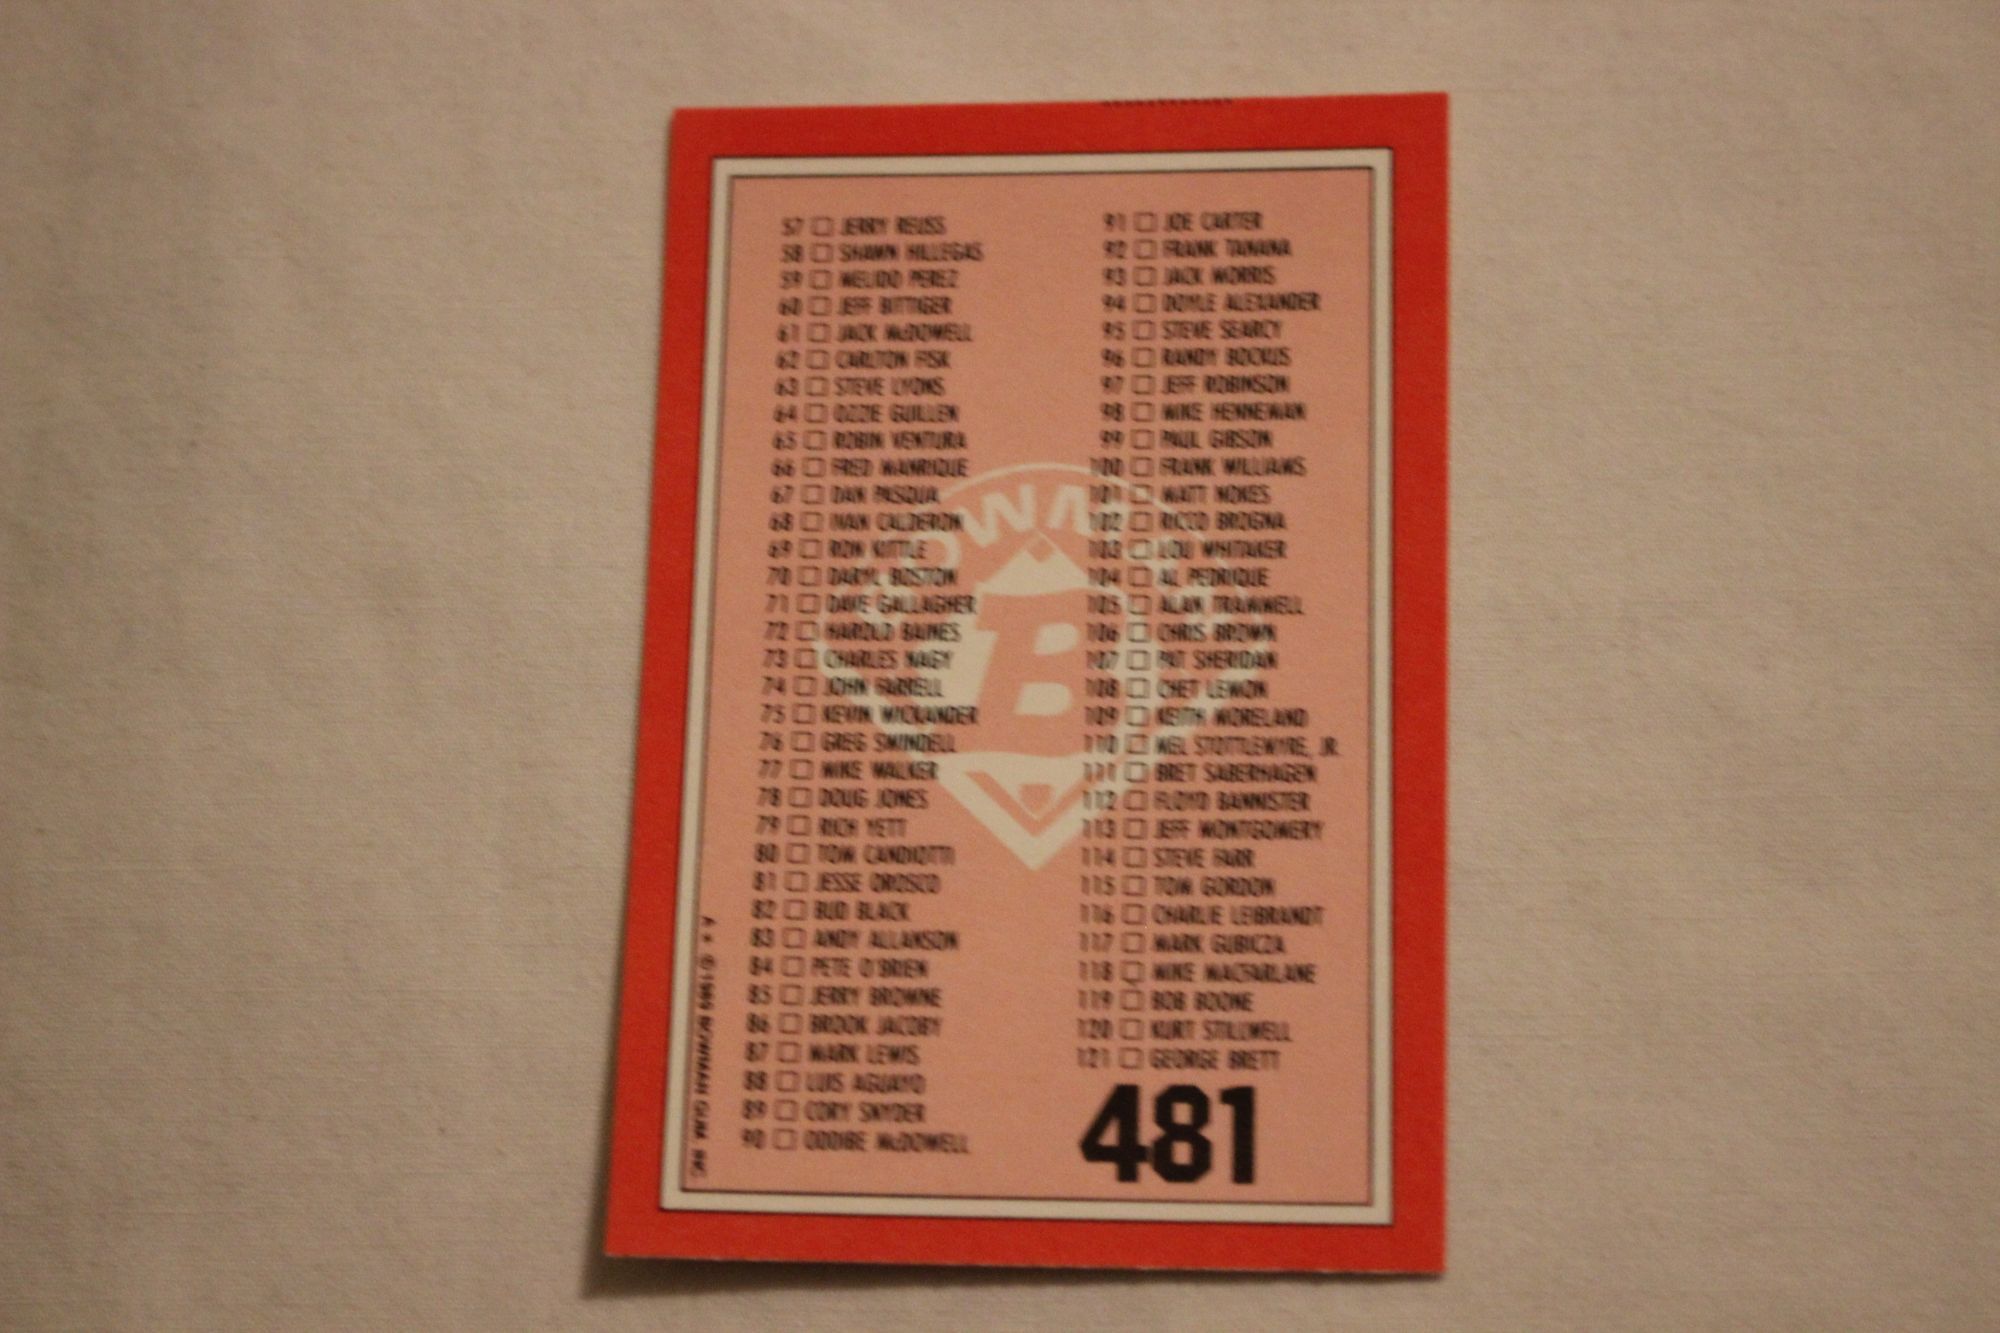 57 JERRY REUSS
58 SHAWN HILLEGAS
59 MELIDO PEREZ
60 JEFF BITTIGER
61 JACK McDOWELL
62 CARLTON FISK
63 STEVE LYONS
64 OZZIE GUILLEN
65 ROBIN VENTURA
66 FRED MANRIQUE
67 DAN PASQUA
68 IVAN CALDERON
69 RON KITTLE
70 DARYL BOSTON
71 DAVE GALLAGHER
72 HAROLD BAINES
73 CHARLES NAGY
74 JOHN FARRELL
75 KEVIN WICKANDER
76 GREG SWINDELL
77 MIKE WALKER
78 DOUG JONES
79 RICH YETT
80 TOM CANDIOTTI
81 JESSE OROSCO
82 BUD BLACK
83 ANDY ALLANSON
84 PETE O'BRIEN
85 JERRY BROWNE
86 BROOK JACOBY
87 MARK LEWIS
88 LUIS AGUAYO
89 CORY SNYDER
90 ODDIBE McDOWELL
91 JOE CARTER
92 FRANK TANANA
93 JACK MORRIS
94 DOYLE ALEXANDER
95 STEVE SEARCY
96 RANDY BOCKUS
97 JEFF ROBINSON
98 MIKE HENNEMAN
99 PAUL GIBSON
100 FRANK WILLIAMS
101 MATT NOKES
102 RICCO BROGNA
103 LOU WHITAKER
104 AL PEDRIQUE
105 ALAN TRAMMELL
106 CHRIS BROWN
107 PAT SHERIDAN
108 CHET LEMON
109 KEITH MORELAND
110 MEL STOTTLEMYRE, JR.
111 BRET SABERHAGEN
112 FLOYD BANNISTER
113 JEFF MONTGOMERY
114 STEVE FARR
115 TOM GORDON
116 CHARLIE LEIBRANDT
117 MARK GUBICZA
118 MIKE MACFARLANE
119 BOB BOONE
120 KURT STILLWELL
121 GEORGE BRETT
481
A * © 1989 BOWMAN GUM, INC.
BOWMAN
B